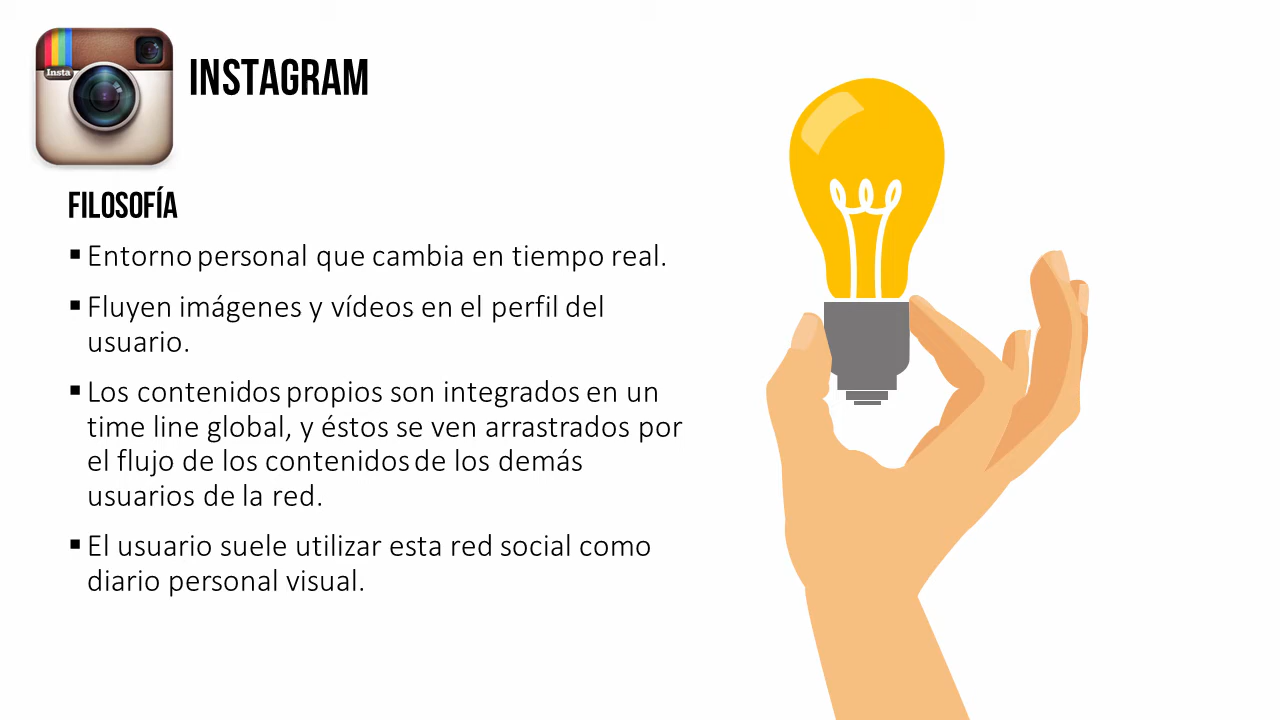 Insta
INSTAGRAM
FILOSOFÍA
▪ Entorno personal que cambia en tiempo real.
▪ Fluyen imágenes y vídeos en el perfil del
usuario.
▪ Los contenidos propios son integrados en un
time line global, y éstos se ven arrastrados por
el flujo de los contenidos de los demás
usuarios de la red.
▪ El usuario suele utilizar esta red social como
diario personal visual.